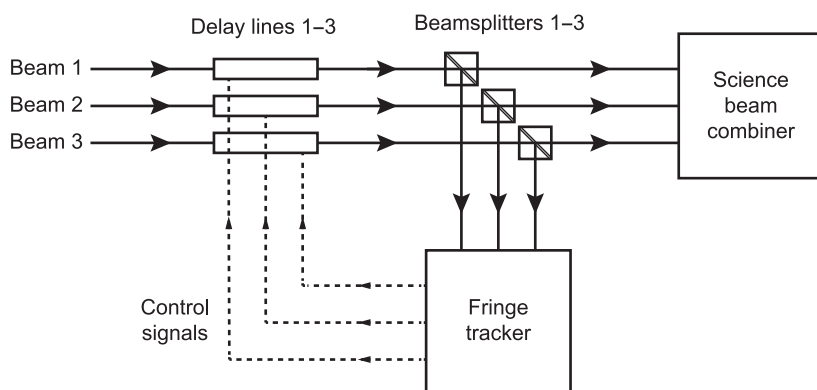 Delay lines 1–3
Beamsplitters 1–3
Beam 1
Beam 2
Beam 3
Science
beam
combiner
Control
signals
Fringe
tracker